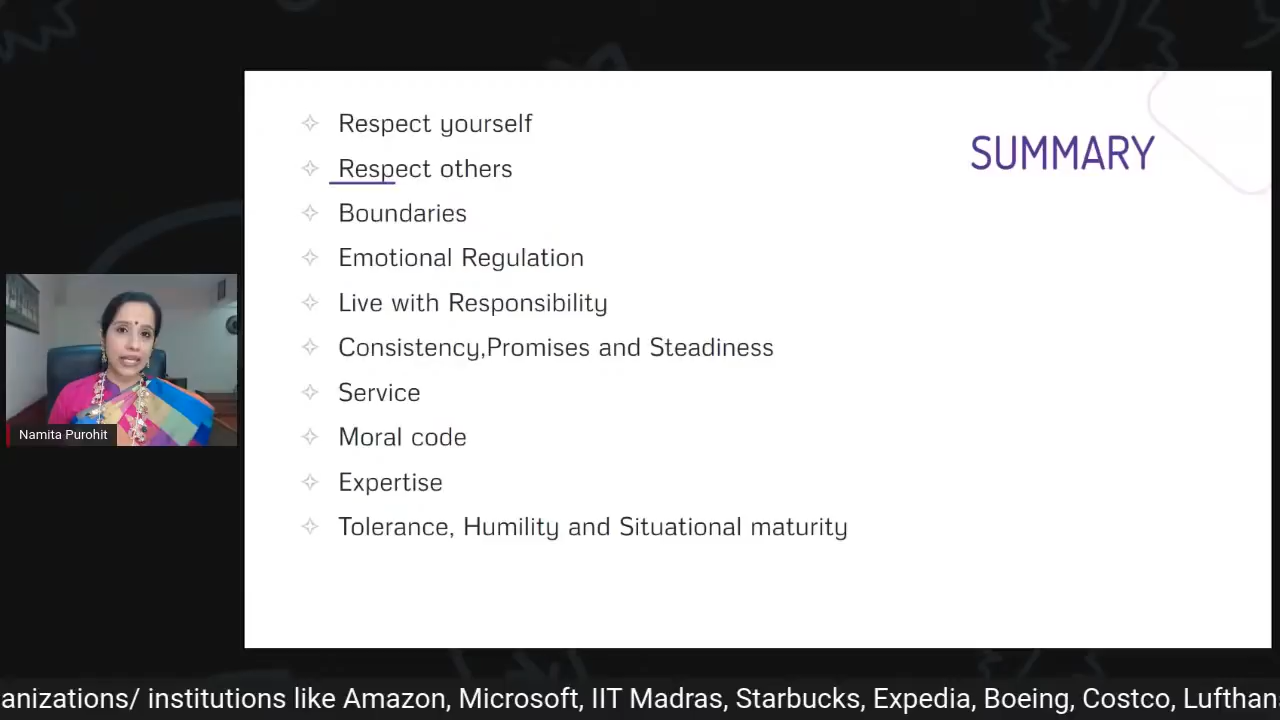 SUMMARY
Respect yourself
Respect others
Boundaries
Emotional Regulation
Live with Responsibility
Consistency,Promises and Steadiness
Service
Moral code
Expertise
Tolerance, Humility and Situational maturity
Namita Purohit
anizations/ institutions like Amazon, Microsoft, IIT Madras, Starbucks, Expedia, Boeing, Costco, Lufthan